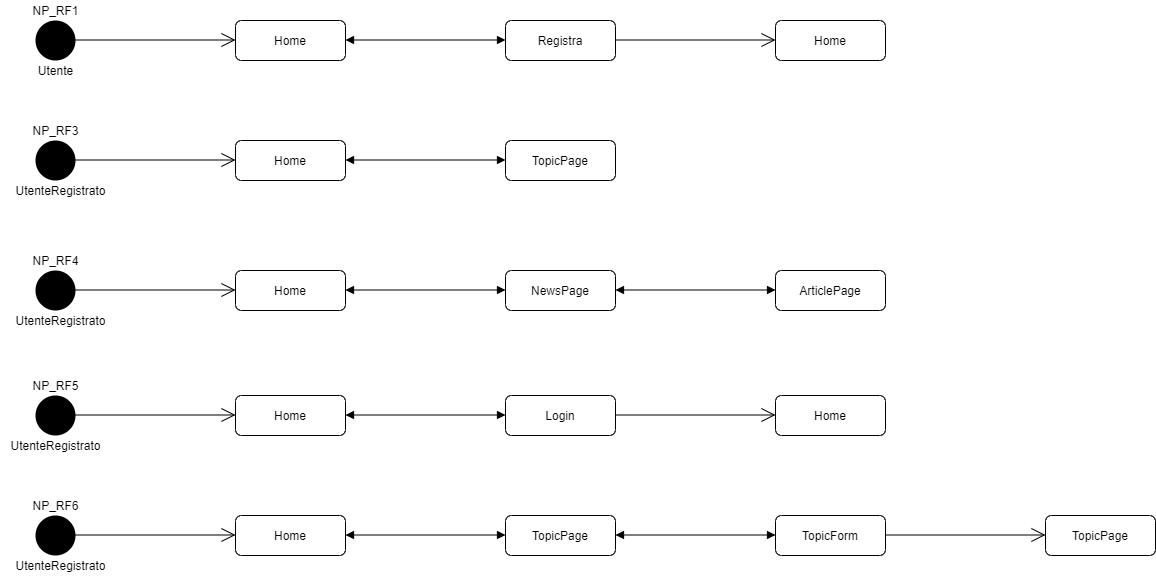 NP_RF1
Home
Registra
Home
Utente
NP_RF3
Home
TopicPage
UtenteRegistrato
NP_RF4
Home
NewsPage
ArticlePage
UtenteRegistrato
NP_RF5
Home
Login
Home
UtenteRegistrato
NP_RF6
Home
TopicPage
TopicForm
TopicPage
UtenteRegistrato